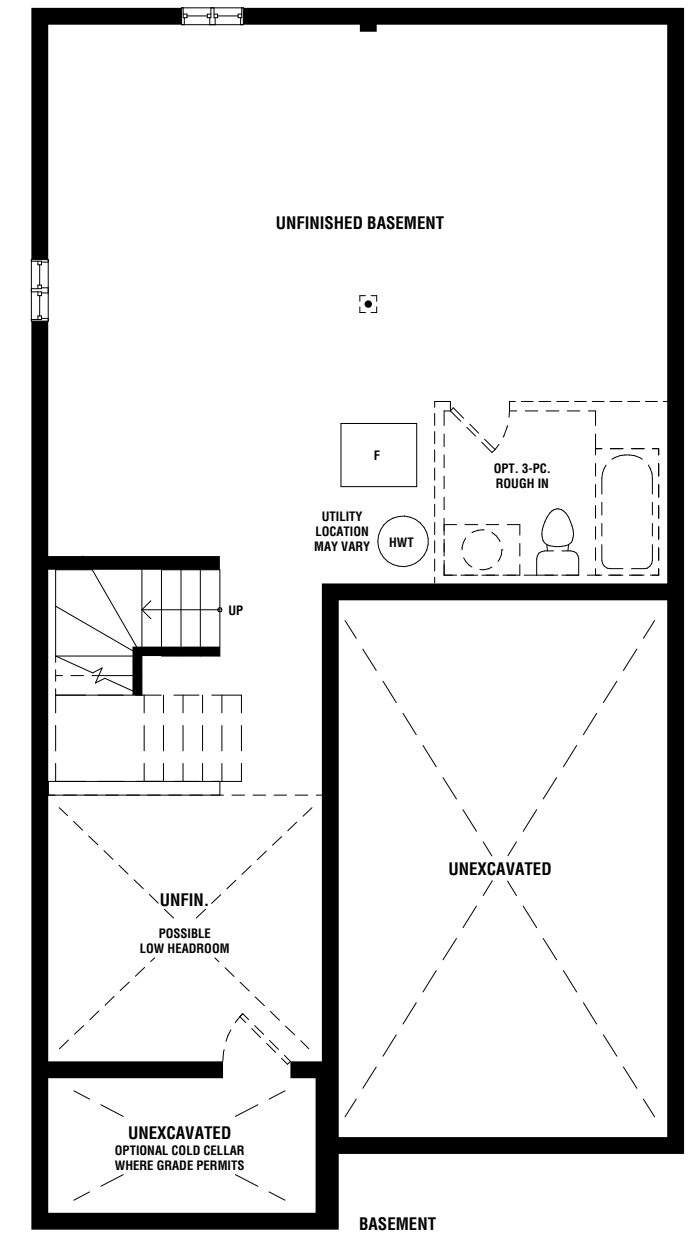 UNFINISHED BASEMENT
F
OPT. 3-PC.
ROUGH IN
UTILITY
LOCATION
MAY VARY
HWT
UP
UNEXCAVATED
UNFIN.
POSSIBLE
LOW HEADROOM
UNEXCAVATED
OPTIONAL COLD CELLAR
WHERE GRADE PERMITS
BASEMENT